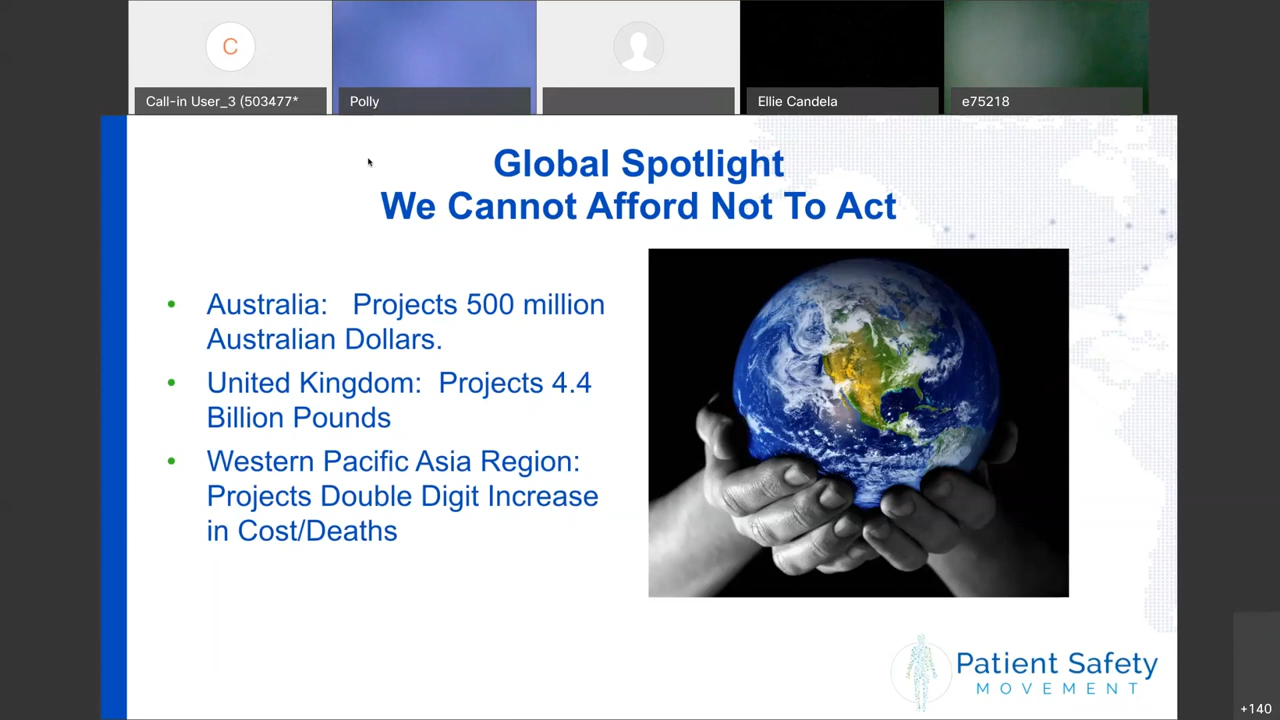 C
Call-in User_3 (503477*
Polly
Ellie Candela
e75218
Global Spotlight
We Cannot Afford Not To Act
• Australia: Projects 500 million
Australian Dollars.
• United Kingdom: Projects 4.4
Billion Pounds
• Western Pacific Asia Region:
Projects Double Digit Increase
in Cost/Deaths
Patient Safety
MOVEMENT
+140